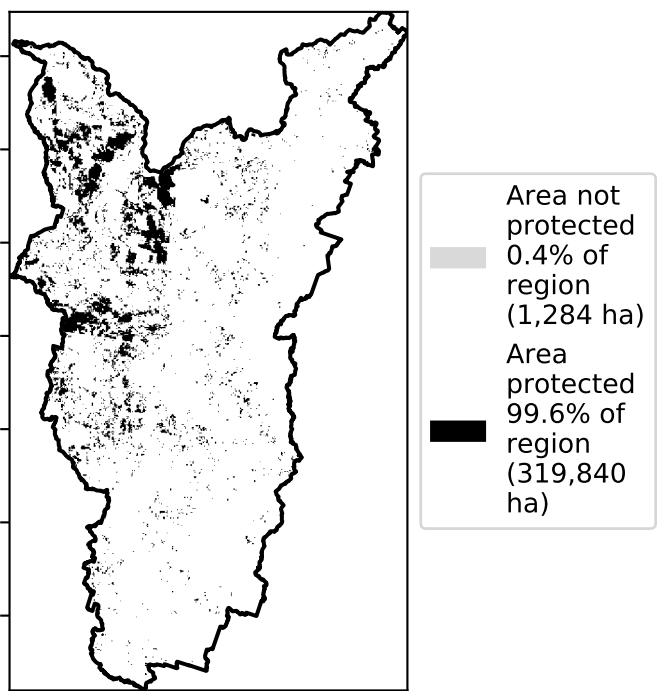 Area not
protected
0.4% of
region
(1,284 ha)
Area
protected
99.6% of
region
(319,840
ha)